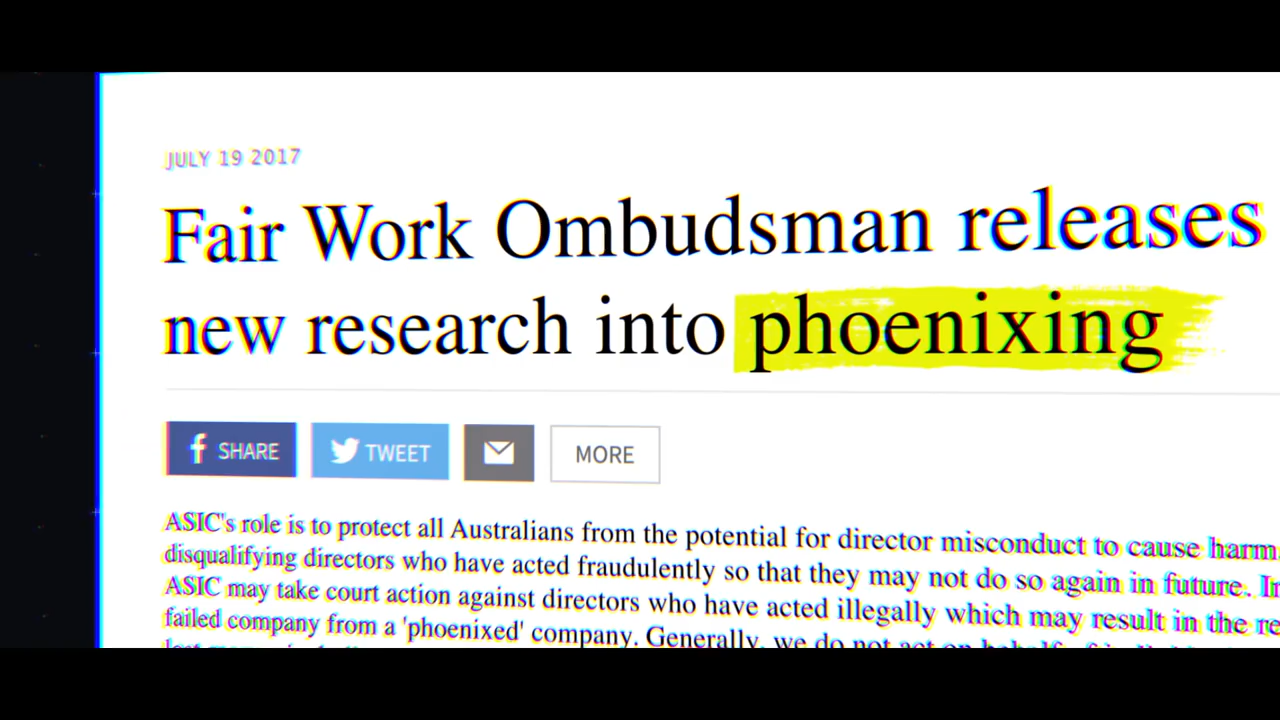 JULY 19 2017
Fair Work Ombudsman releases
new research into phoenixing
SHARE TWEET MORE
ASIC's role is to protect all Australians from the potential for director misconduct to cause harm.
disqualifying directors who have acted fraudulently so that they may not do so again in future. In
ASIC may take court action against directors who have acted illegally which may result in the re
failed company from a 'phoenixed' company. Generally, we do not act on behalf